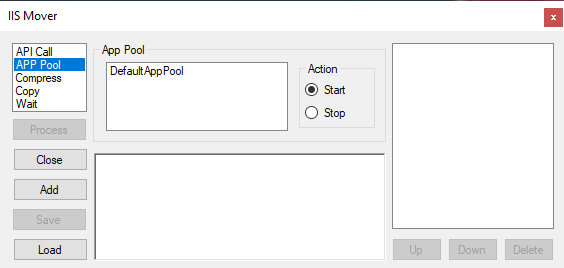 IIS Mover
x
API Call
APP Pool
Compress
Copy
Wait
App Pool
DefaultAppPool
Action
Start
Stop
Process
Close
Add
Save
Load
Up
Down
Delete